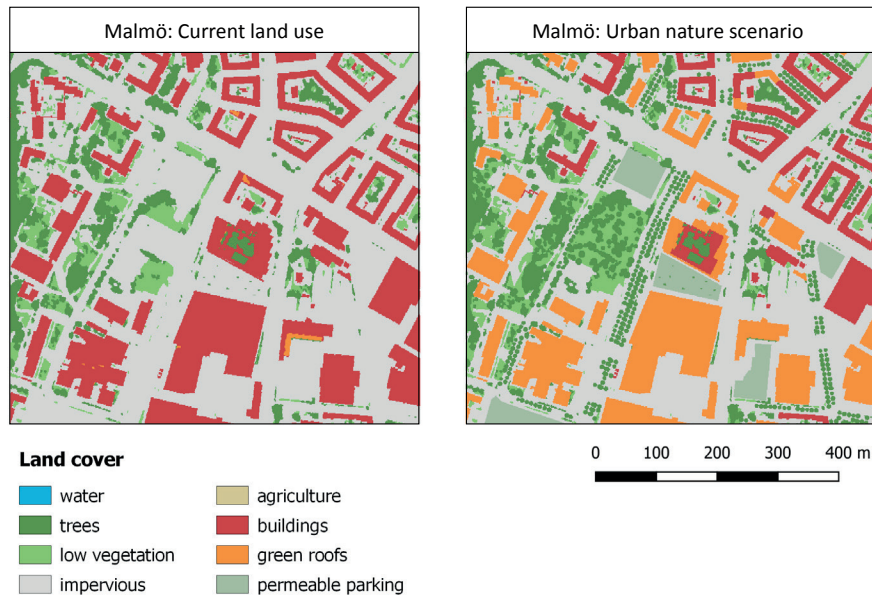 Malmö: Current land use
Malmö: Urban nature scenario
Land cover
water
trees
low vegetation
impervious
agriculture
buildings
green roofs
permeable parking
0 100 200 300 400 m